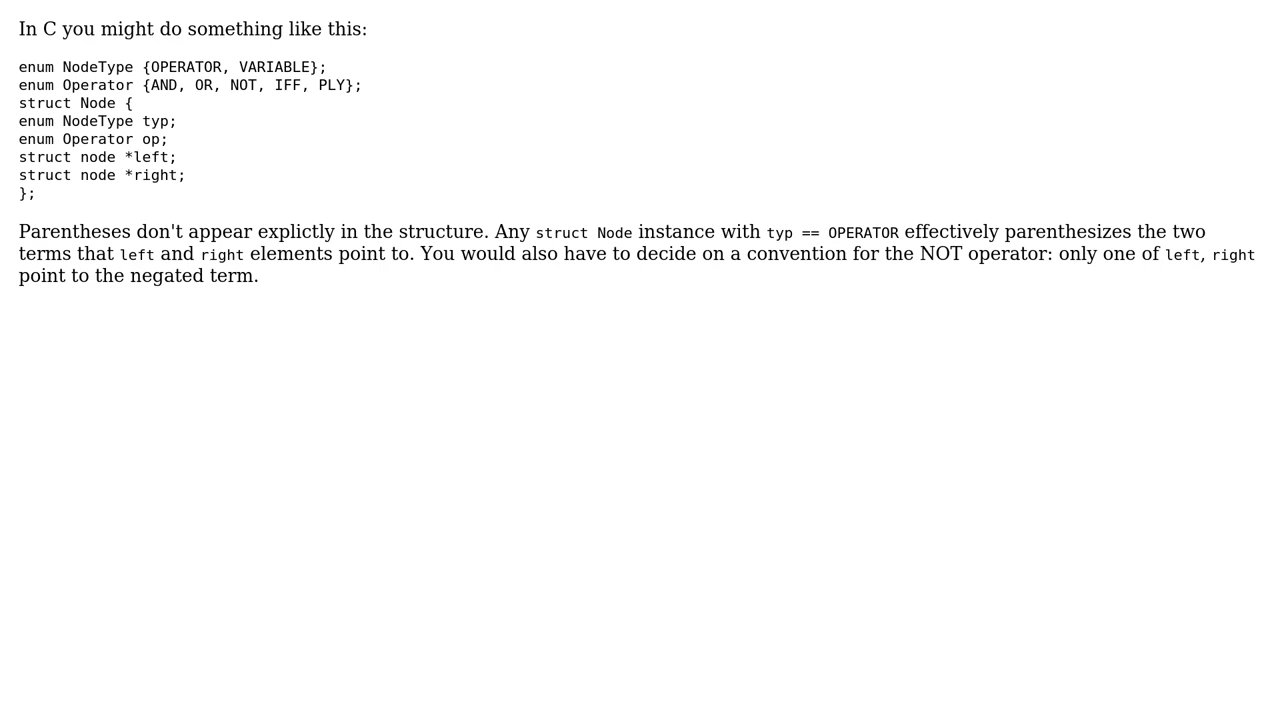 In C you might do something like this:
enum NodeType {OPERATOR, VARIABLE};
enum Operator {AND, OR, NOT, IFF, PLY};
struct Node {
enum NodeType typ;
enum Operator op;
struct node *left;
struct node *right;
};
Parentheses don't appear explictly in the structure. Any struct Node instance with typ == OPERATOR effectively parenthesizes the two
terms that left and right elements point to. You would also have to decide on a convention for the NOT operator: only one of left, right
point to the negated term.